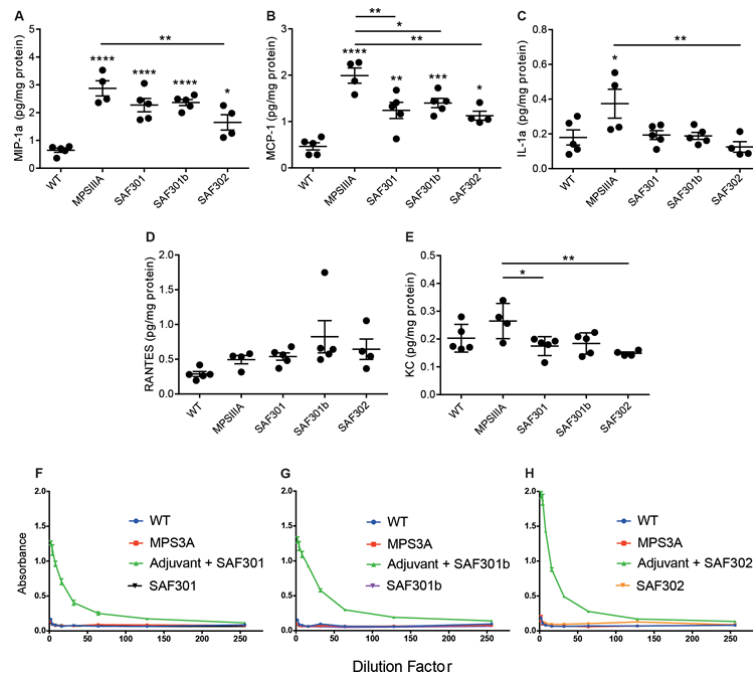 A
MIP-1a (pg/mg protein)
5
4
3
2
1
0
**
****
****
****
*
WT
MPSIIIA
SAF301
SAF301b
SAF302
B
MCP-1 (pg/mg protein)
3
2
1
0
**
*
**
****
**
***
*
WT
MPSIIIA
SAF301
SAF301b
SAF302
C
IL-1a (pg/mg protein)
0.8
0.6
0.4
0.2
0.0
**
*
WT
MPSIIIA
SAF301
SAF301b
SAF302
D
RANTES (pg/mg protein)
2.0
1.5
1.0
0.5
0.0
WT
MPSIIIA
SAF301
SAF301b
SAF302
E
KC (pg/mg protein)
0.5
0.4
0.3
0.2
0.1
0.0
**
*
WT
MPSIIIA
SAF301
SAF301b
SAF302
F
Absorbance
2.0
1.5
1.0
0.5
0.0
0 50 100 150 200 250
WT
MPS3A
Adjuvant + SAF301
SAF301
G
2.0
1.5
1.0
0.5
0.0
0 50 100 150 200 250
WT
MPS3A
Adjuvant + SAF301b
SAF301b
H
2.0
1.5
1.0
0.5
0.0
0 50 100 150 200 250
WT
MPS3A
Adjuvant + SAF302
SAF302
Dilution Factor